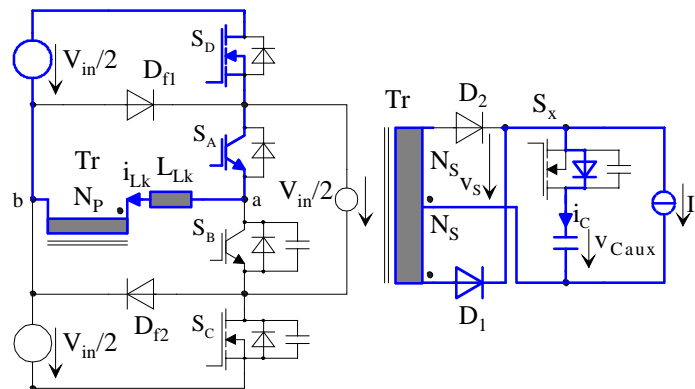 V_in/2
S_D
D_f1
S_A
Tr
i_Lk
L_Lk
N_P
b
a
V_in/2
S_B
D_f2
S_C
V_in/2
Tr
D_2
S_x
N_S
v_S
N_S
i_C
v_Caux
I
D_1